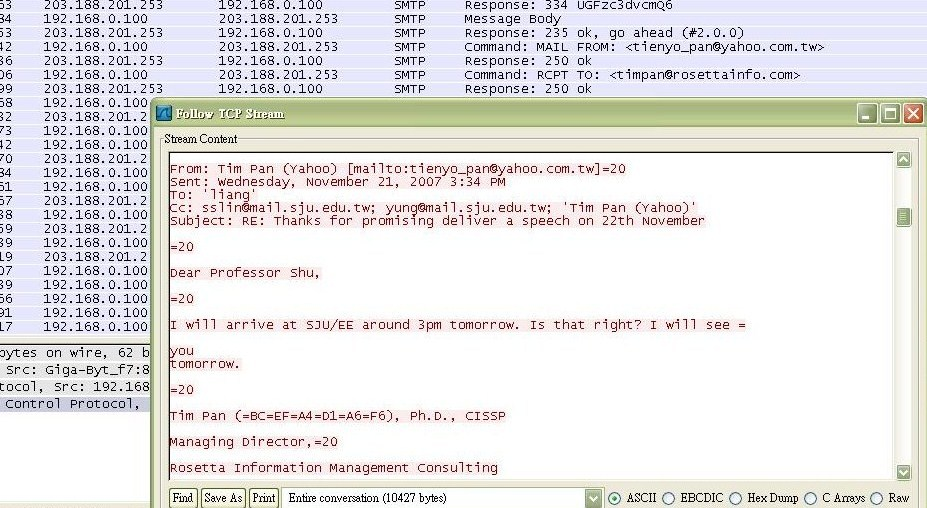 53 203.188.201.253 192.168.0.100 SMTP Response: 334 UGFzc3dvcmQ6
84 192.168.0.100 203.188.201.253 SMTP Message Body
53 203.188.201.253 192.168.0.100 SMTP Response: 235 ok, go ahead (#2.0.0)
42 192.168.0.100 203.188.201.253 SMTP Command: MAIL FROM: <tienyo_pan@yahoo.com.tw>
36 203.188.201.253 192.168.0.100 SMTP Response: 250 ok
06 192.168.0.100 203.188.201.253 SMTP Command: RCPT TO: <timpan@rosettainfo.com>
99 203.188.201.253 192.168.0.100 SMTP Response: 250 ok
58 192.168.0.100
32 203.188.201.2
73 192.168.0.100
42 192.168.0.100
70 203.188.201.2
84 192.168.0.100
51 192.168.0.100
57 203.188.201.2
38 192.168.0.100
59 203.188.201.2
39 192.168.0.100
19 203.188.201.2
07 192.168.0.100
39 192.168.0.100
56 192.168.0.100
91 192.168.0.100
17 192.168.0.100
bytes on wire, 62 b
Src: Giga-Byt_f7:8
tocol, Src: 192.168
Control Protocol,
Follow TCP Stream
Stream Content
From: Tim Pan (Yahoo) [mailto:tienyo_pan@yahoo.com.tw]=20
Sent: Wednesday, November 21, 2007 3:34 PM
To: 'liang'
Cc: sslin@mail.sju.edu.tw; yung@mail.sju.edu.tw; 'Tim Pan (Yahoo)'
Subject: RE: Thanks for promising deliver a speech on 22th November
=20
Dear Professor Shu,
=20
I will arrive at SJU/EE around 3pm tomorrow. Is that right? I will see =
you
tomorrow.
=20
Tim Pan (=BC=EF=A4=D1=A6=F6), Ph.D., CISSP
Managing Director,=20
Rosetta Information Management Consulting
Find Save As Print Entire conversation (10427 bytes) ASCII EBCDIC Hex Dump C Arrays Raw